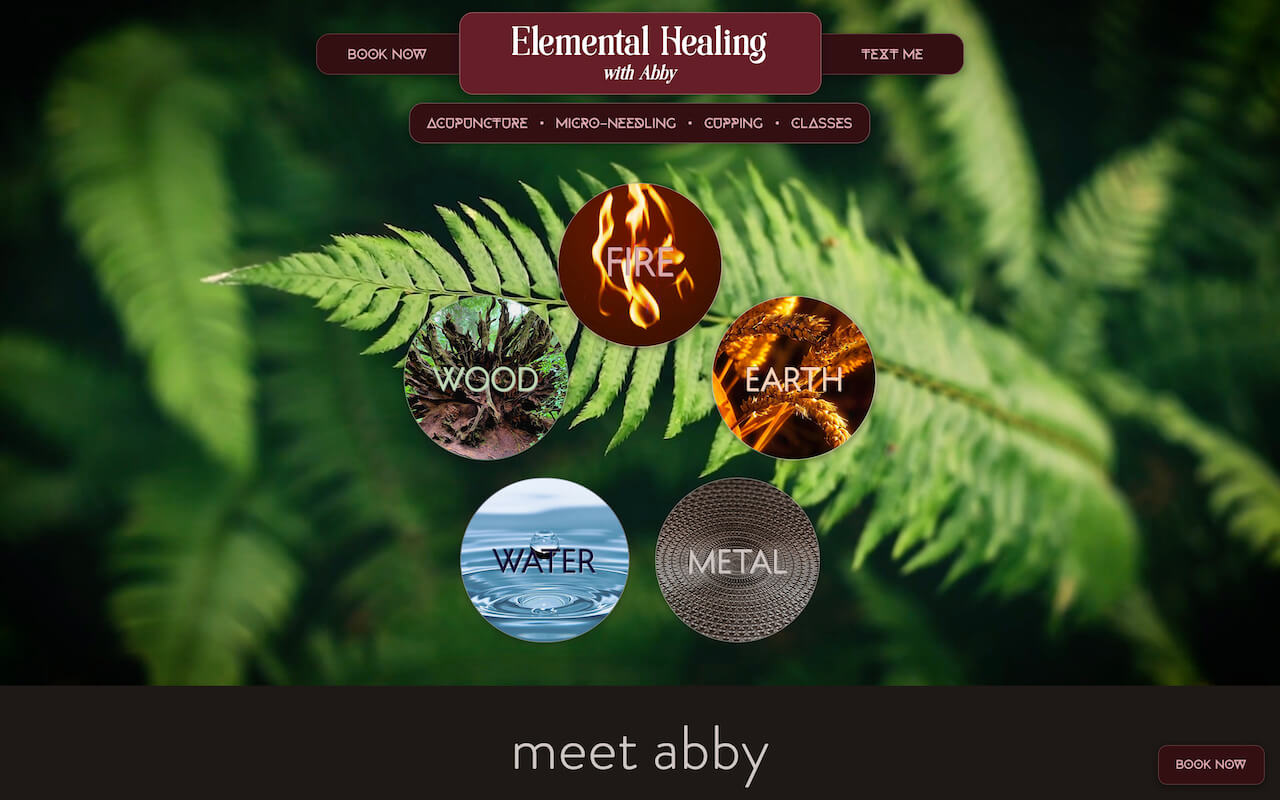 BOOK NOW
Elemental Healing
with Abby
TEXT ME
ACUPUNCTURE • MICRO-NEEDLING • CUPPING • CLASSES
FIRE
WOOD
EARTH
WATER
METAL
meet abby
BOOK NOW